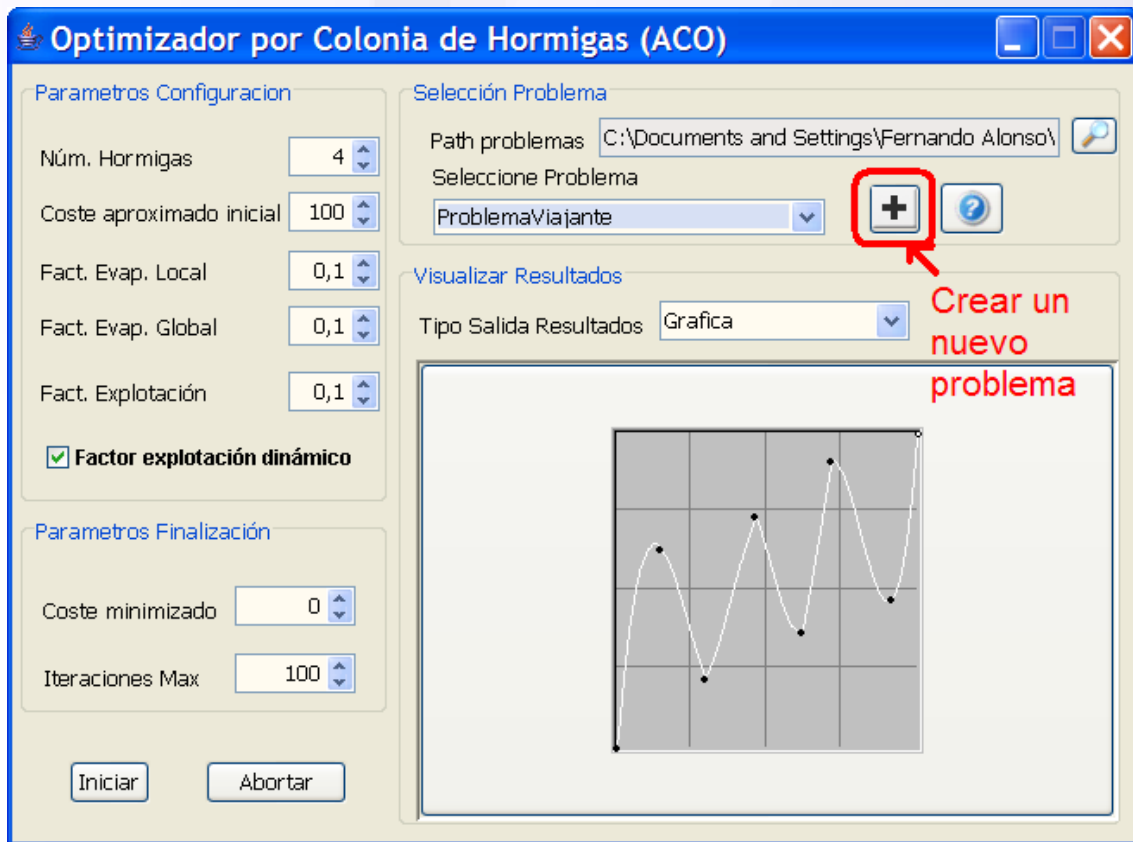 Optimizador por Colonia de Hormigas (ACO)
Parametros Configuracion
Núm. Hormigas 4
Coste aproximado inicial 100
Fact. Evap. Local 0,1
Fact. Evap. Global 0,1
Fact. Explotación 0,1
Factor explotación dinámico
Parametros Finalización
Coste minimizado 0
Iteraciones Max 100
Iniciar Abortar
Selección Problema
Path problemas C:\Documents and Settings\Fernando Alonso\
Seleccione Problema
ProblemaViajante
Visualizar Resultados
Tipo Salida Resultados Grafica
Crear un
nuevo
problema